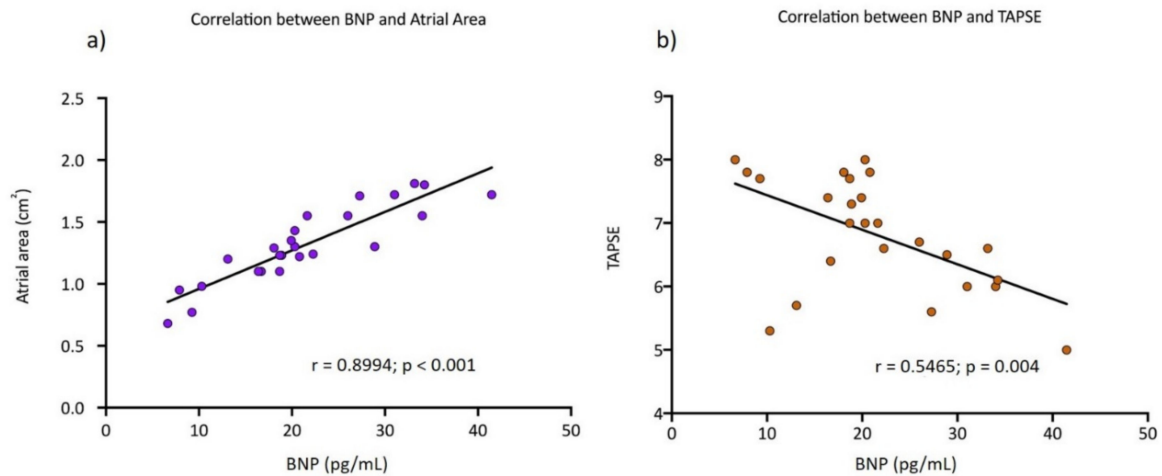 Correlation between BNP and Atrial Area
a)
2.5
2.0
1.5
1.0
0.5
0.0
Atrial area (cm²)
r = 0.8994; p < 0.001
0 10 20 30 40 50
BNP (pg/mL)
Correlation between BNP and TAPSE
b)
9
8
7
6
5
4
TAPSE
r = 0.5465; p = 0.004
0 10 20 30 40 50
BNP (pg/mL)